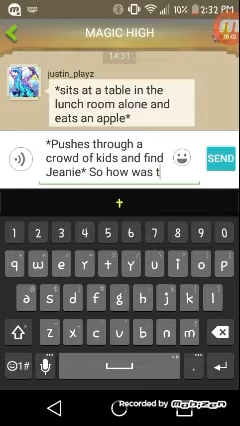 10% 2:32 PM
MAGIC HIGH
14:31
justin_playz
*sits at a table in the
lunch room alone and
eats an apple*
*Pushes through a
crowd of kids and find
Jeanie* So how was t
SEND
t
1 2 3 4 5 6 7 8 9 0
q w e r t y u i o p
a s d f g h j k l
z x c v b n m
1# .
Recorded by Mobizen